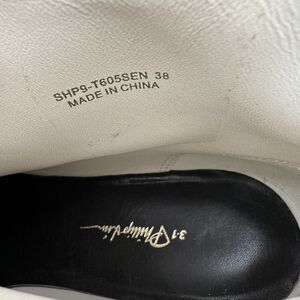 SHP9-T605SEN 38
MADE IN CHINA
3.1 Phillip Lim